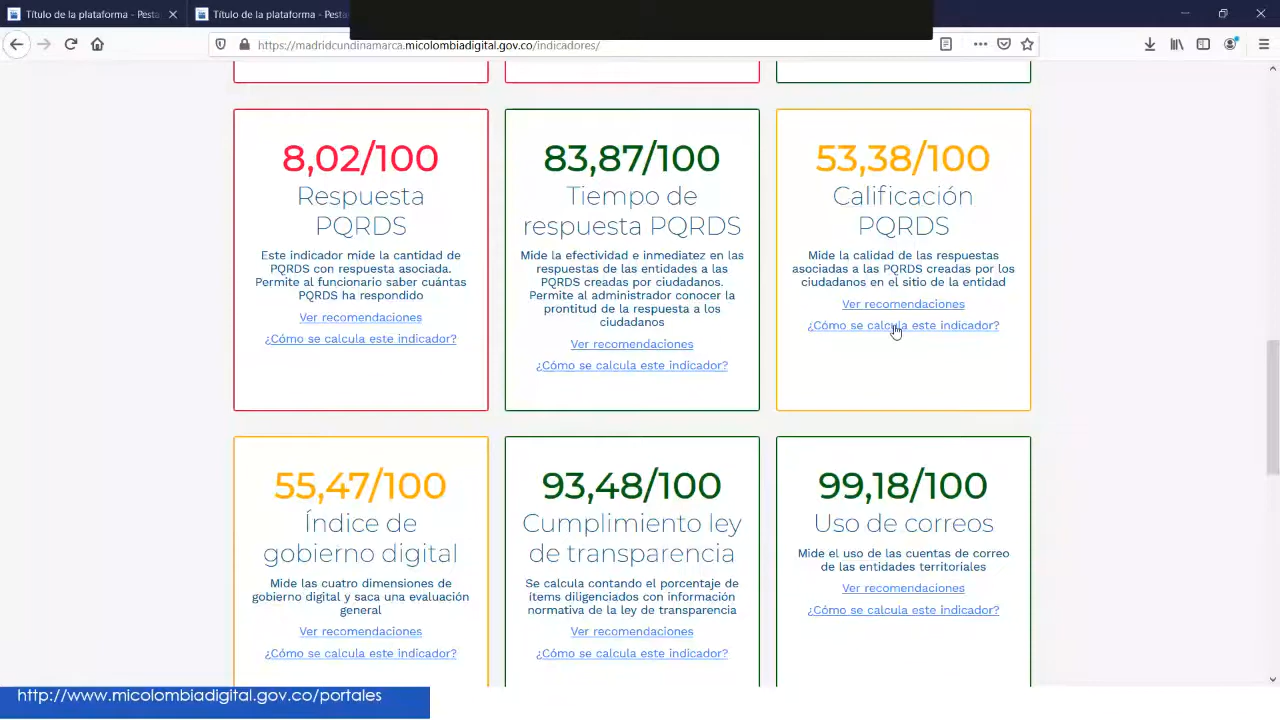 Título de la plataforma - Pesta
Título de la plataforma - Pesta
https://madridcundinamarca.micolombiadigital.gov.co/indicadores/
8,02/100
Respuesta
PQRDS
Este indicador mide la cantidad de
PQRDS con respuesta asociada.
Permite al funcionario saber cuántas
PQRDS ha respondido
Ver recomendaciones
¿Cómo se calcula este indicador?
83,87/100
Tiempo de
respuesta PQRDS
Mide la efectividad e inmediatez en las
respuestas de las entidades a las
PQRDS creadas por ciudadanos.
Permite al administrador conocer la
prontitud de la respuesta a los
ciudadanos
Ver recomendaciones
¿Cómo se calcula este indicador?
53,38/100
Calificación
PQRDS
Mide la calidad de las respuestas
asociadas a las PQRDS creadas por los
ciudadanos en el sitio de la entidad
Ver recomendaciones
¿Cómo se calcula este indicador?
55,47/100
Índice de
gobierno digital
Mide las cuatro dimensiones de
gobierno digital y saca una evaluación
general
Ver recomendaciones
¿Cómo se calcula este indicador?
93,48/100
Cumplimiento ley
de transparencia
Se calcula contando el porcentaje de
ítems diligenciados con información
normativa de la ley de transparencia
Ver recomendaciones
¿Cómo se calcula este indicador?
99,18/100
Uso de correos
Mide el uso de las cuentas de correo
de las entidades territoriales
Ver recomendaciones
¿Cómo se calcula este indicador?
http://www.micolombiadigital.gov.co/portales